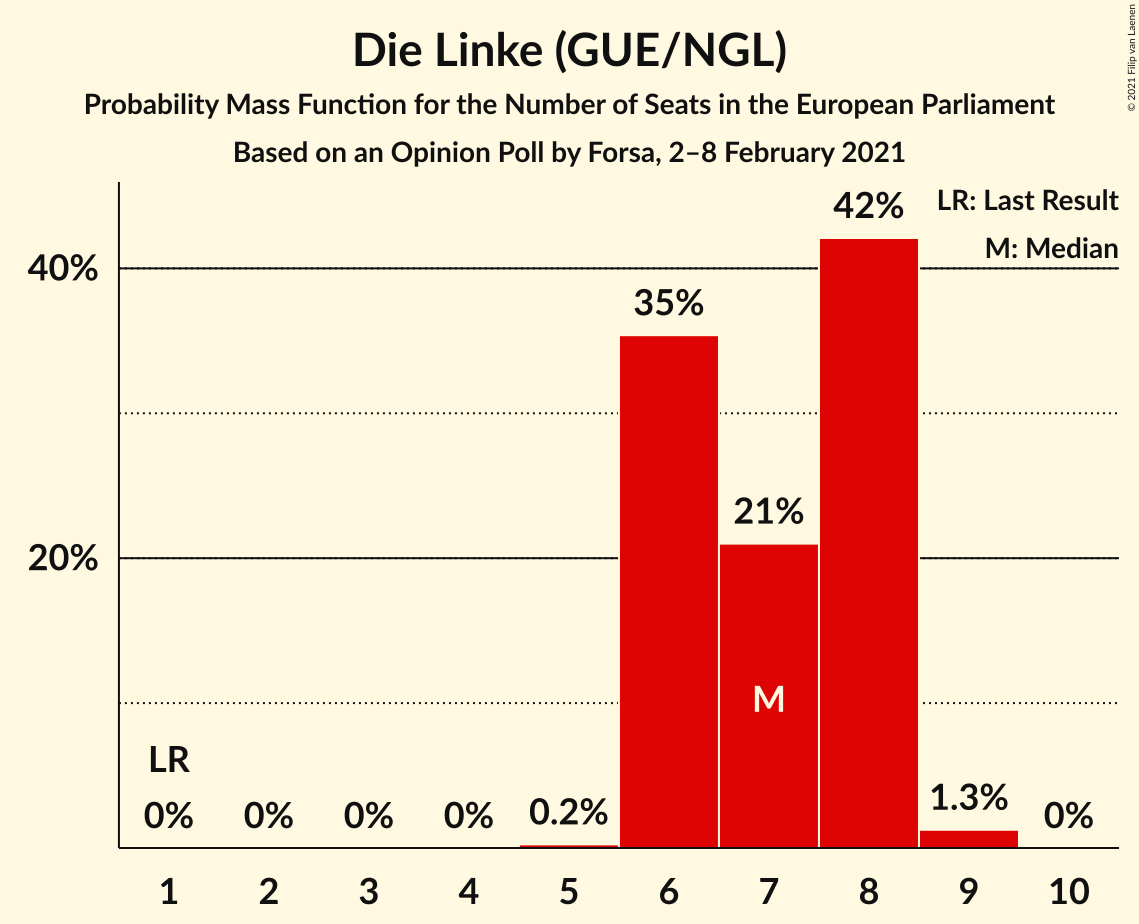 Die Linke (GUE/NGL)
Probability Mass Function for the Number of Seats in the European Parliament
Based on an Opinion Poll by Forsa, 2–8 February 2021
© 2021 Filip van Laenen
LR: Last Result
M: Median
42%
40%
35%
21%
20%
M
LR
0%
0%
0%
0%
0.2%
1.3%
0%
1 2 3 4 5 6 7 8 9 10